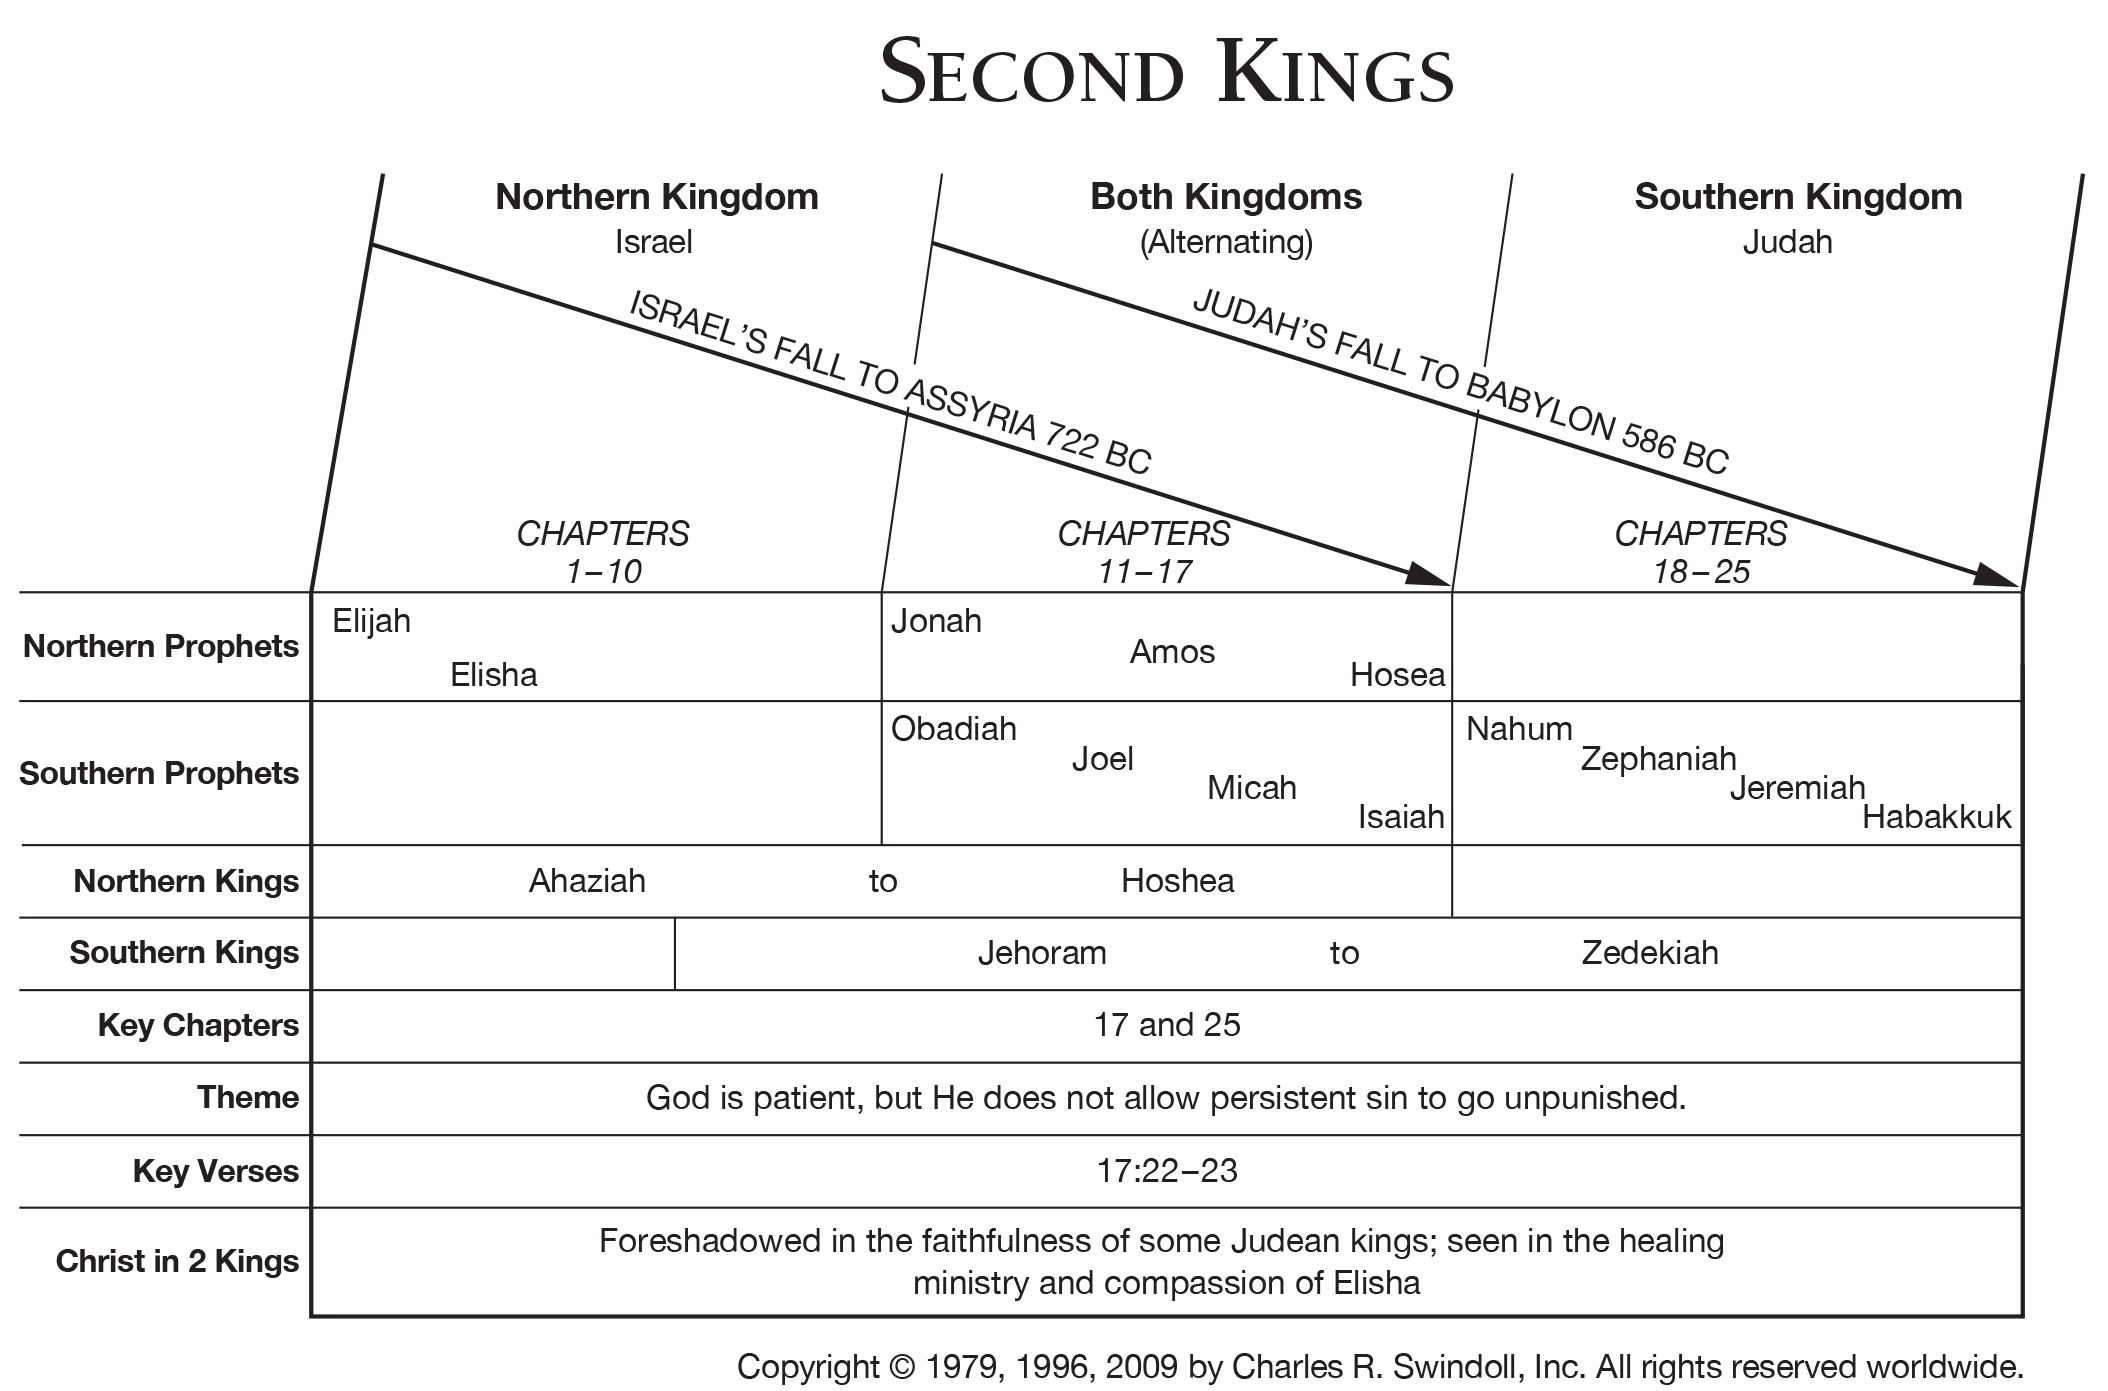 SECOND KINGS
Northern Kingdom
Israel
Both Kingdoms
(Alternating)
Southern Kingdom
Judah
ISRAEL’S FALL TO ASSYRIA 722 BC
JUDAH’S FALL TO BABYLON 586 BC
CHAPTERS
1–10
CHAPTERS
11–17
CHAPTERS
18–25
Northern Prophets
Elijah
Elisha
Jonah
Amos
Hosea
Southern Prophets
Obadiah
Joel
Micah
Isaiah
Nahum
Zephaniah
Jeremiah
Habakkuk
Northern Kings Ahaziah to Hoshea
Southern Kings Jehoram to Zedekiah
Key Chapters 17 and 25
Theme God is patient, but He does not allow persistent sin to go unpunished.
Key Verses 17:22–23
Christ in 2 Kings
Foreshadowed in the faithfulness of some Judean kings; seen in the healing
ministry and compassion of Elisha
Copyright © 1979, 1996, 2009 by Charles R. Swindoll, Inc. All rights reserved worldwide.